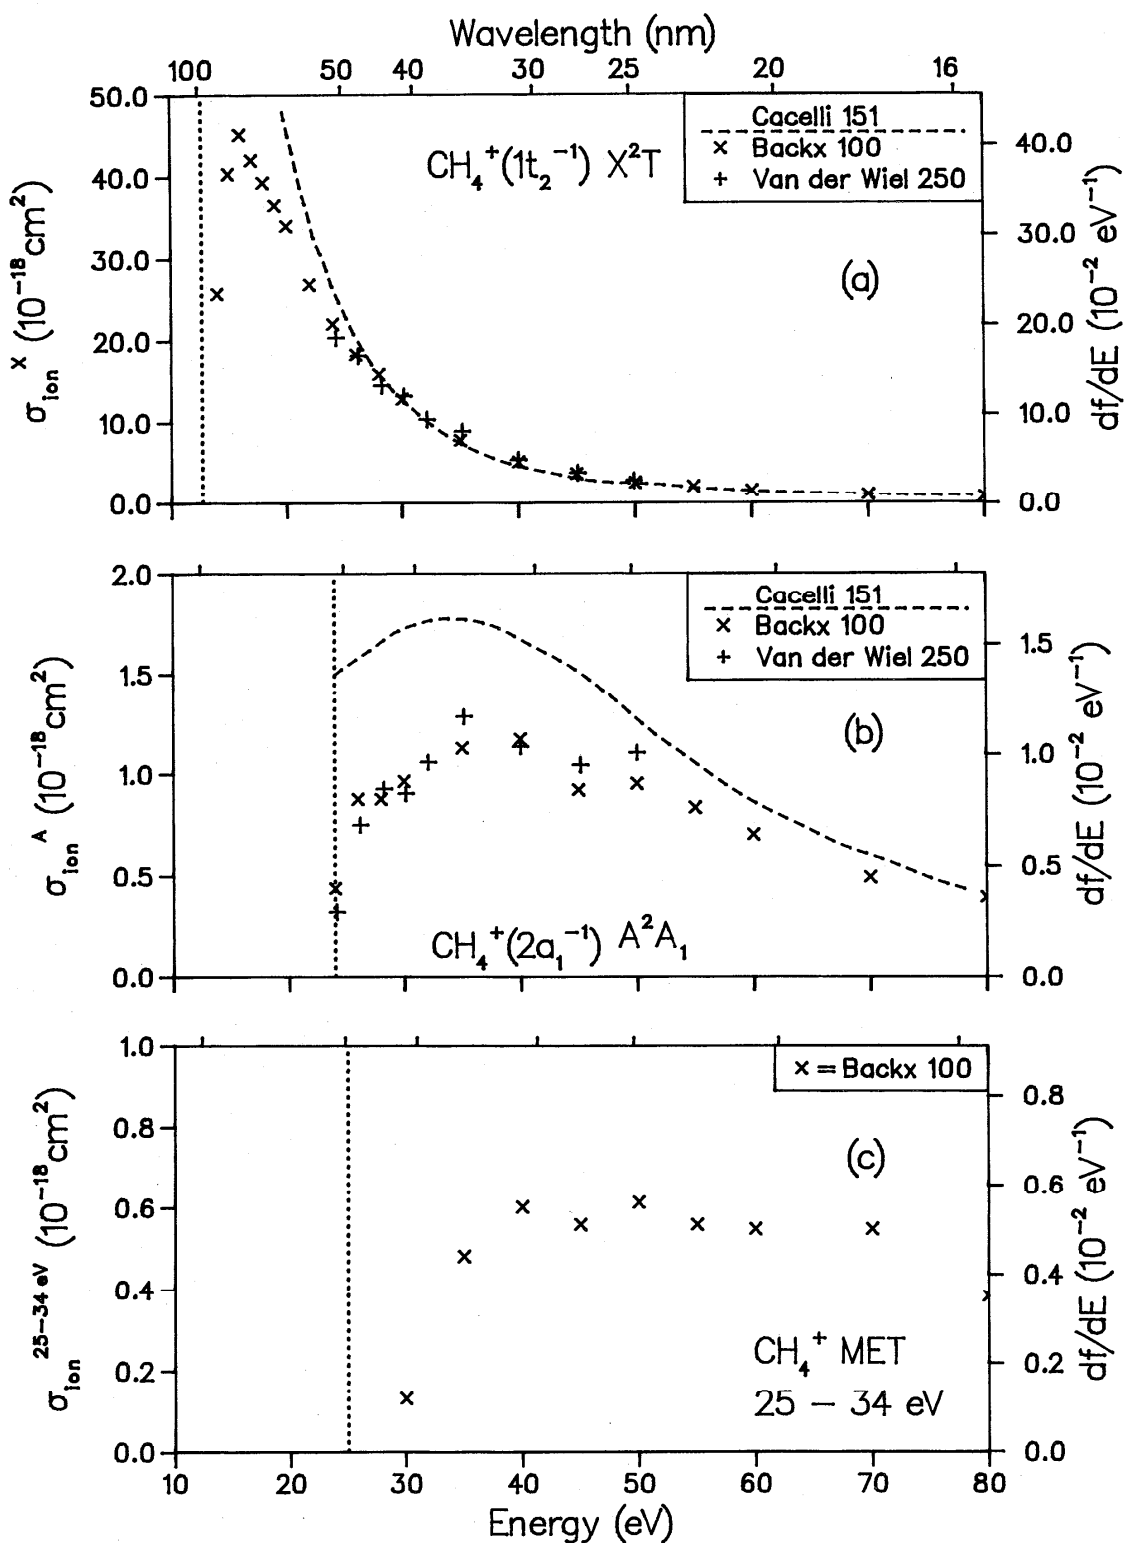 Wavelength (nm)
100 50 40 30 25 20 16
50.0
40.0
30.0
20.0
10.0
0.0
σ_ion^X (10^-18 cm^2)
CH4^+(1t2^-1) X^2T
Cacelli 151
× Backx 100
+ Van der Wiel 250
(a)
40.0
30.0
20.0
10.0
0.0
df/dE (10^-2 eV^-1)
2.0
1.5
1.0
0.5
0.0
σ_ion^A (10^-18 cm^2)
Cacelli 151
× Backx 100
+ Van der Wiel 250
(b)
CH4^+(2a1^-1) A^2A1
1.5
1.0
0.5
0.0
df/dE (10^-2 eV^-1)
1.0
0.8
0.6
0.4
0.2
0.0
σ_ion^25–34 eV (10^-18 cm^2)
× = Backx 100
(c)
CH4^+ MET
25 – 34 eV
0.8
0.6
0.4
0.2
0.0
df/dE (10^-2 eV^-1)
10 20 30 40 50 60 70 80
Energy (eV)